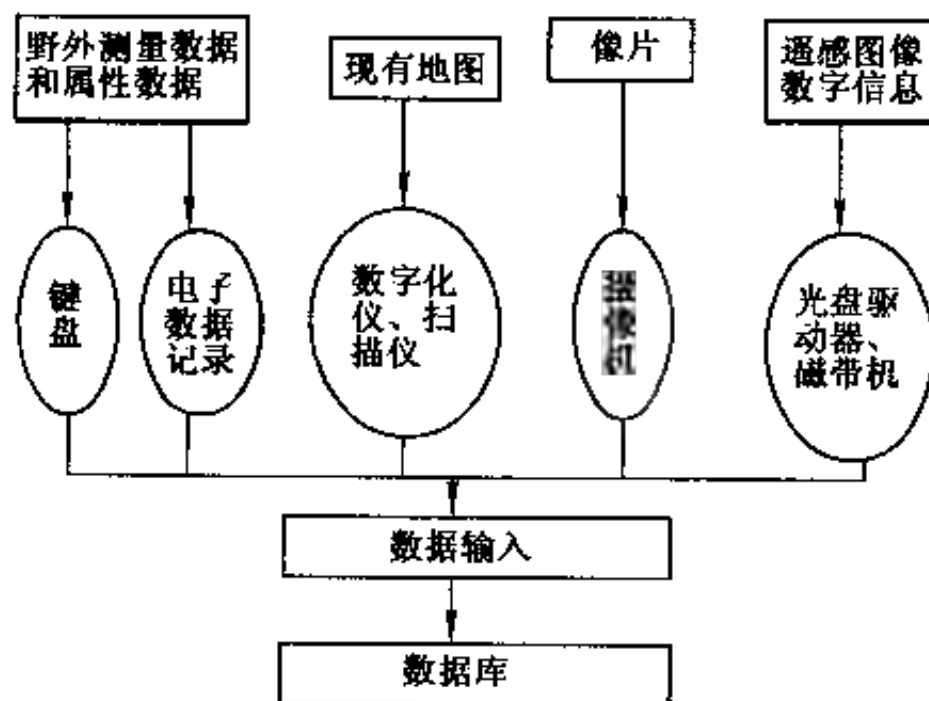 野外测量数据
和属性数据
现有地图
像片
遥感图像
数字信息
键
盘
电子
数据
记录
数字化
仪、扫
描仪
摄
像
机
光盘驱
动器、
磁带机
数据输入
数据库